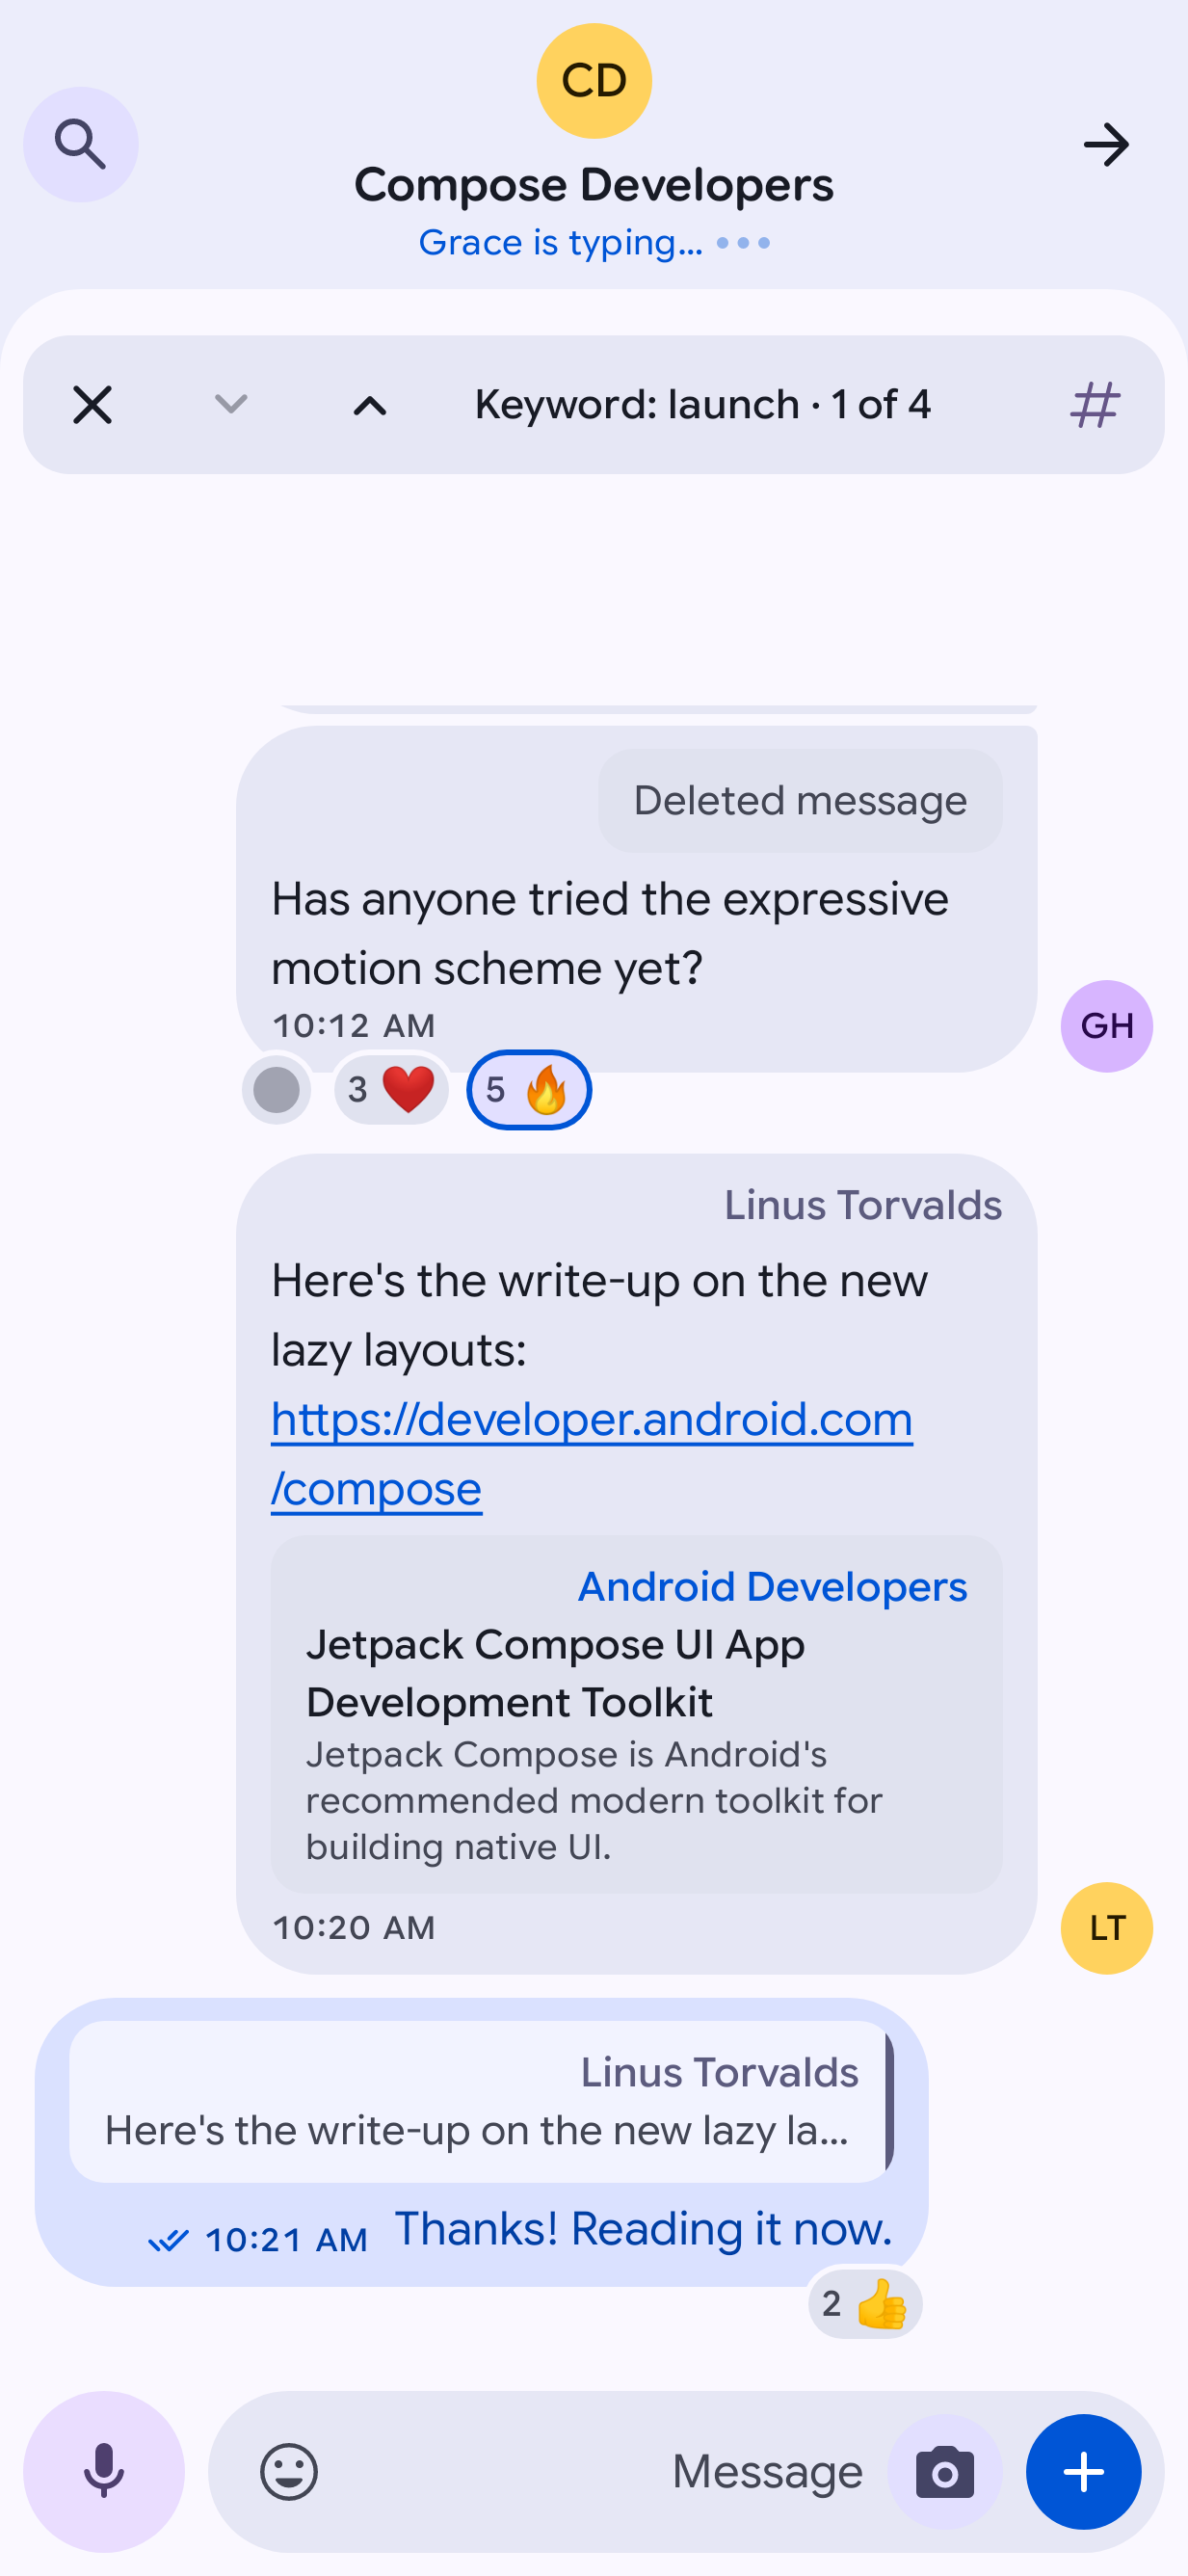 CD
Compose Developers
Grace is typing...
Keyword: launch · 1 of 4
Deleted message
Has anyone tried the expressive
motion scheme yet?
10:12 AM
GH
3 ❤️
5 🔥
Linus Torvalds
Here's the write-up on the new
lazy layouts:
https://developer.android.com
/compose
Android Developers
Jetpack Compose UI App
Development Toolkit
Jetpack Compose is Android's
recommended modern toolkit for
building native UI.
10:20 AM
LT
Linus Torvalds
Here's the write-up on the new lazy la...
Thanks! Reading it now.
10:21 AM
2 👍
Message